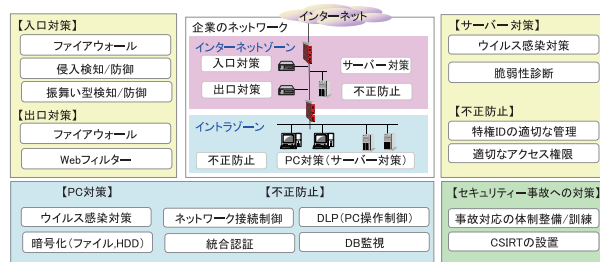 【入口対策】
ファイアウォール
侵入検知/防御
振舞い型検知/防御
【出口対策】
ファイアウォール
Webフィルター
インターネット
企業のネットワーク
インターネットゾーン
入口対策
サーバー対策
出口対策
不正防止
イントラゾーン
不正防止
PC対策(サーバー対策)
【サーバー対策】
ウイルス感染対策
脆弱性診断
【不正防止】
特権IDの適切な管理
適切なアクセス権限
【PC対策】
ウイルス感染対策
暗号化(ファイル,HDD)
【不正防止】
ネットワーク接続制御
DLP(PC操作制御)
統合認証
DB監視
【セキュリティー事故への対策】
事故対応の体制整備/訓練
CSIRTの設置